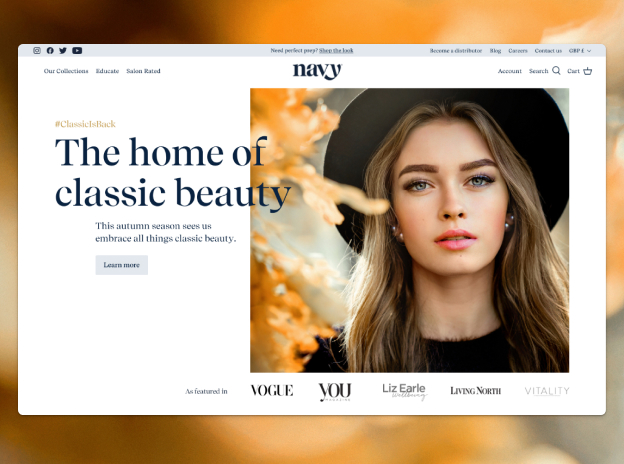 Need perfect prep? Shop the look
Become a distributor Blog Careers Contact us GBP £
Our Collections Educate Salon Rated
navy
Account Search Cart
#ClassicIsBack
The home of
classic beauty
This autumn season sees us
embrace all things classic beauty.
Learn more
As featured in
VOGUE
YOU
MAGAZINE
Liz Earle
Wellbeing
LIVING NORTH
VITALITY